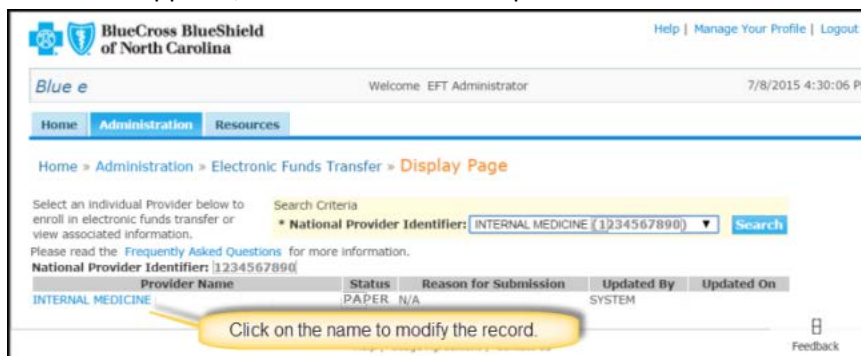 BlueCross BlueShield
of North Carolina
Help | Manage Your Profile | Logout
Blue e
Welcome EFT Administrator
7/8/2015 4:30:06 P
Home Administration Resources
Home » Administration » Electronic Funds Transfer » Display Page
Select an individual Provider below to
enroll in electronic funds transfer or
view associated information.
Search Criteria
* National Provider Identifier: INTERNAL MEDICINE (1234567890) Search
Please read the Frequently Asked Questions for more information.
National Provider Identifier: 1234567890
Provider Name Status Reason for Submission Updated By Updated On
INTERNAL MEDICINE PAPER N/A SYSTEM
Click on the name to modify the record.
Feedback